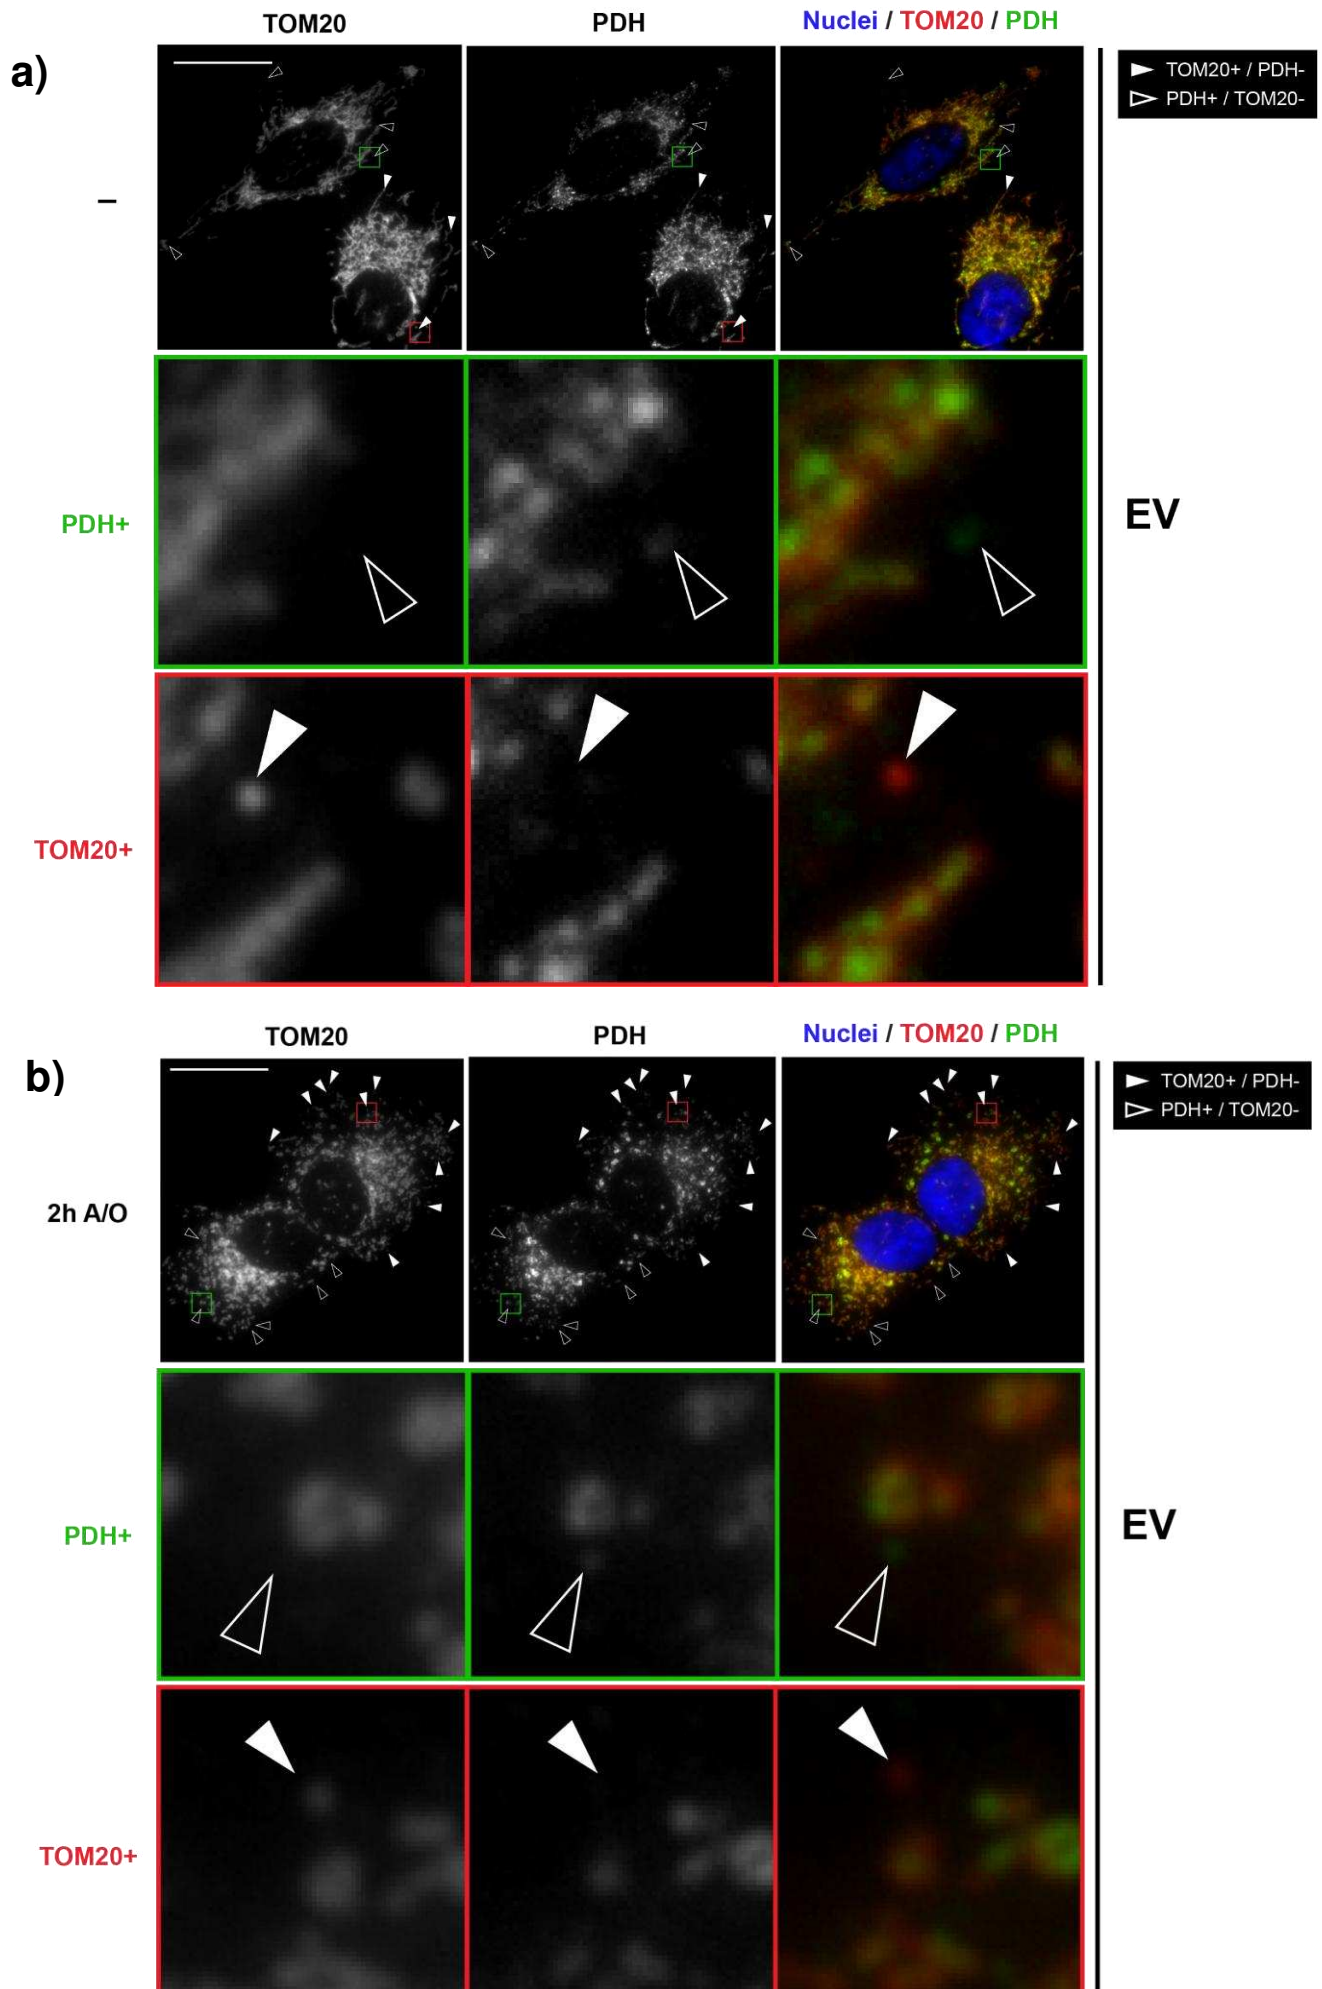 TOM20 PDH Nuclei / TOM20 / PDH
a)
TOM20+ / PDH-
PDH+ / TOM20-
–
PDH+
EV
TOM20+
TOM20 PDH Nuclei / TOM20 / PDH
b)
TOM20+ / PDH-
PDH+ / TOM20-
2h A/O
PDH+
EV
TOM20+